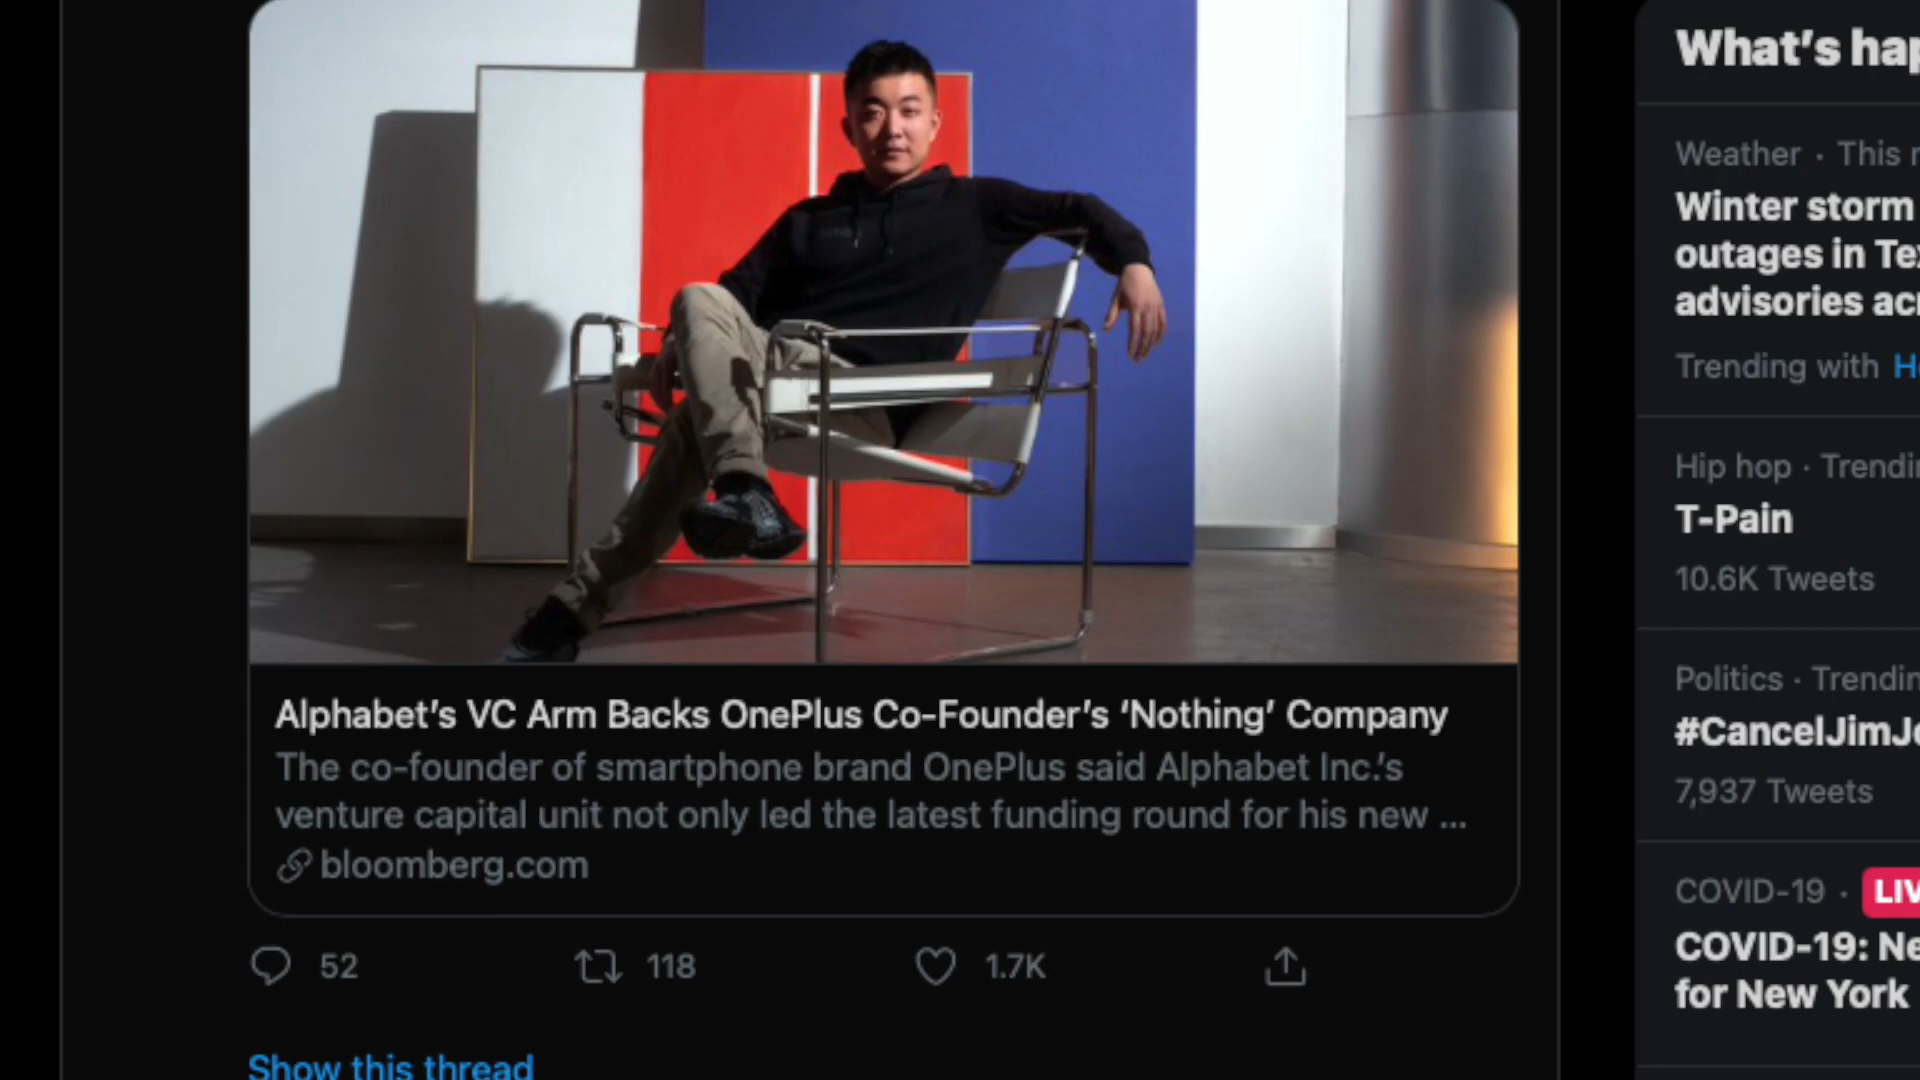 Alphabet's VC Arm Backs OnePlus Co-Founder's ‘Nothing’ Company
The co-founder of smartphone brand OnePlus said Alphabet Inc.'s
venture capital unit not only led the latest funding round for his new ...
bloomberg.com
52 118 1.7K
Show this thread
What's hap
Weather · This
Winter storm
outages in Te
advisories ac
Trending with
Hip hop · Trendin
T-Pain
10.6K Tweets
Politics · Trendin
#CancelJimJ
7,937 Tweets
COVID-19 · LIV
COVID-19: Ne
for New York